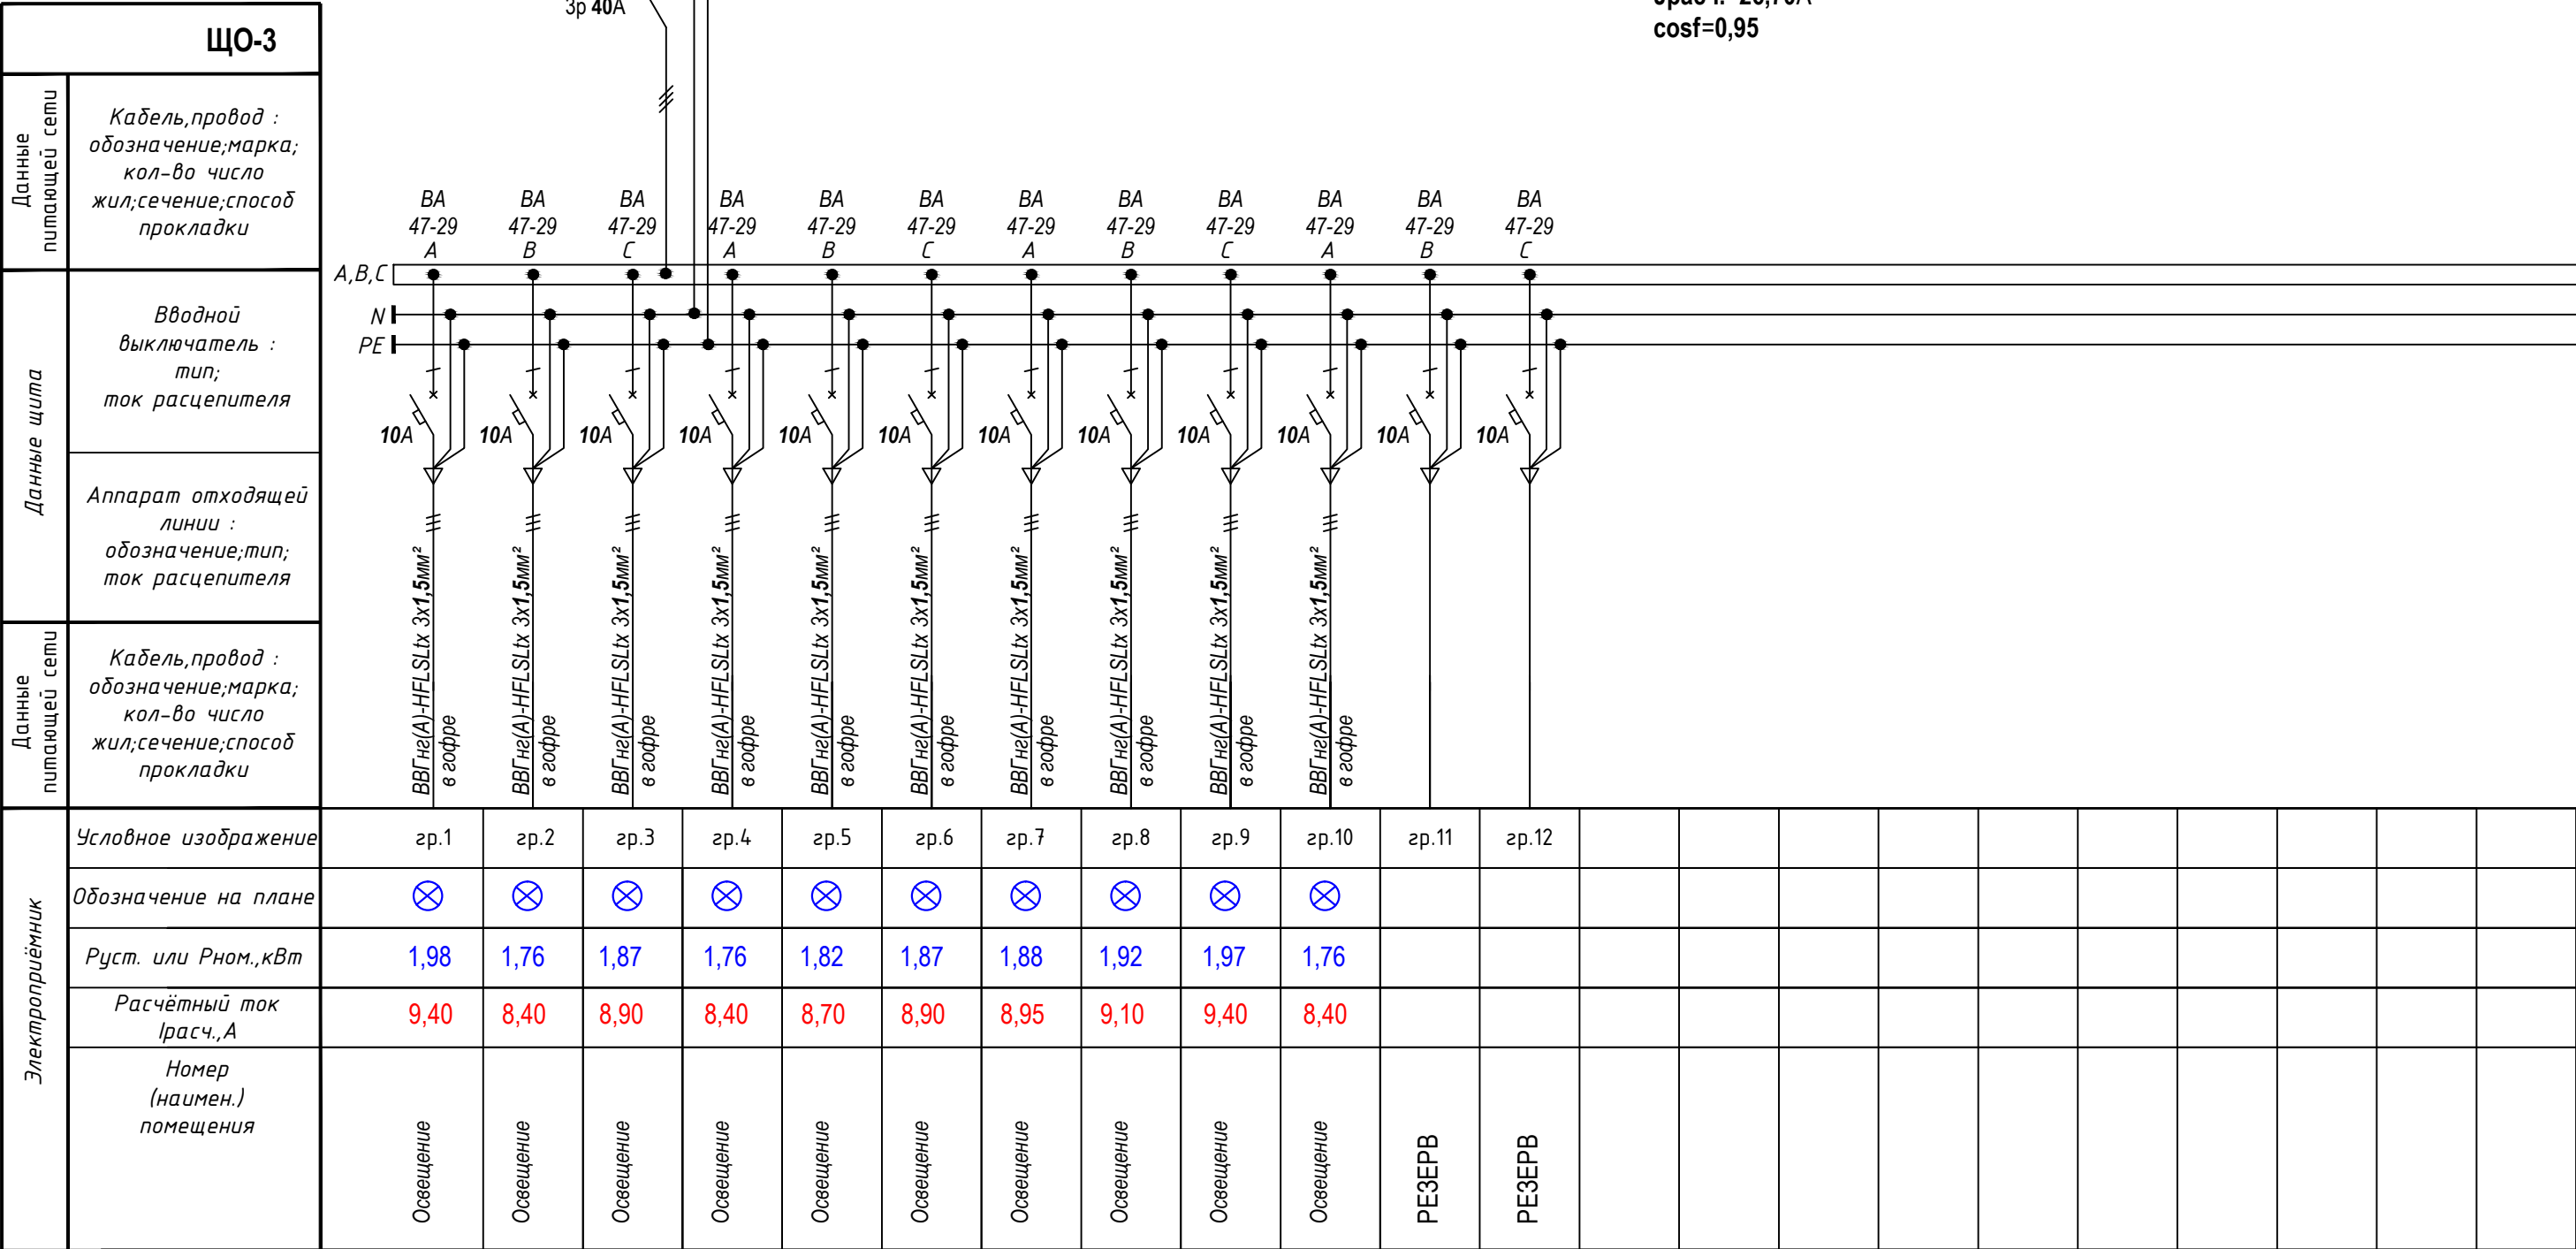 3р 40А
cosf=0,95
ЩО-3
Данные
питающей сети
Кабель,провод :
обозначение;марка;
кол-во число
жил;сечение;способ
прокладки
ВА
47-29
А
ВА
47-29
В
ВА
47-29
С
ВА
47-29
А
ВА
47-29
В
ВА
47-29
С
ВА
47-29
А
ВА
47-29
В
ВА
47-29
С
ВА
47-29
А
ВА
47-29
В
ВА
47-29
С
А,В,С
N
PE
Данные щита
Вводной
выключатель :
тип;
ток расцепителя
10А 10А 10А 10А 10А 10А 10А 10А 10А 10А 10А 10А
Аппарат отходящей
линии :
обозначение;тип;
ток расцепителя
Данные
питающей сети
Кабель,провод :
обозначение;марка;
кол-во число
жил;сечение;способ
прокладки
ВВГнг(А)-HFLSLtx 3х1,5мм²
в гофре
ВВГнг(А)-HFLSLtx 3х1,5мм²
в гофре
ВВГнг(А)-HFLSLtx 3х1,5мм²
в гофре
ВВГнг(А)-HFLSLtx 3х1,5мм²
в гофре
ВВГнг(А)-HFLSLtx 3х1,5мм²
в гофре
ВВГнг(А)-HFLSLtx 3х1,5мм²
в гофре
ВВГнг(А)-HFLSLtx 3х1,5мм²
в гофре
ВВГнг(А)-HFLSLtx 3х1,5мм²
в гофре
ВВГнг(А)-HFLSLtx 3х1,5мм²
в гофре
ВВГнг(А)-HFLSLtx 3х1,5мм²
в гофре
Электроприёмник
Условное изображение гр.1 гр.2 гр.3 гр.4 гр.5 гр.6 гр.7 гр.8 гр.9 гр.10 гр.11 гр.12
Обозначение на плане
Руст. или Рном.,кВт 1,98 1,76 1,87 1,76 1,82 1,87 1,88 1,92 1,97 1,76
Расчётный ток
Iрасч.,А
9,40 8,40 8,90 8,40 8,70 8,90 8,95 9,10 9,40 8,40
Номер
(наимен.)
помещения
Освещение
Освещение
Освещение
Освещение
Освещение
Освещение
Освещение
Освещение
Освещение
Освещение
РЕЗЕРВ
РЕЗЕРВ